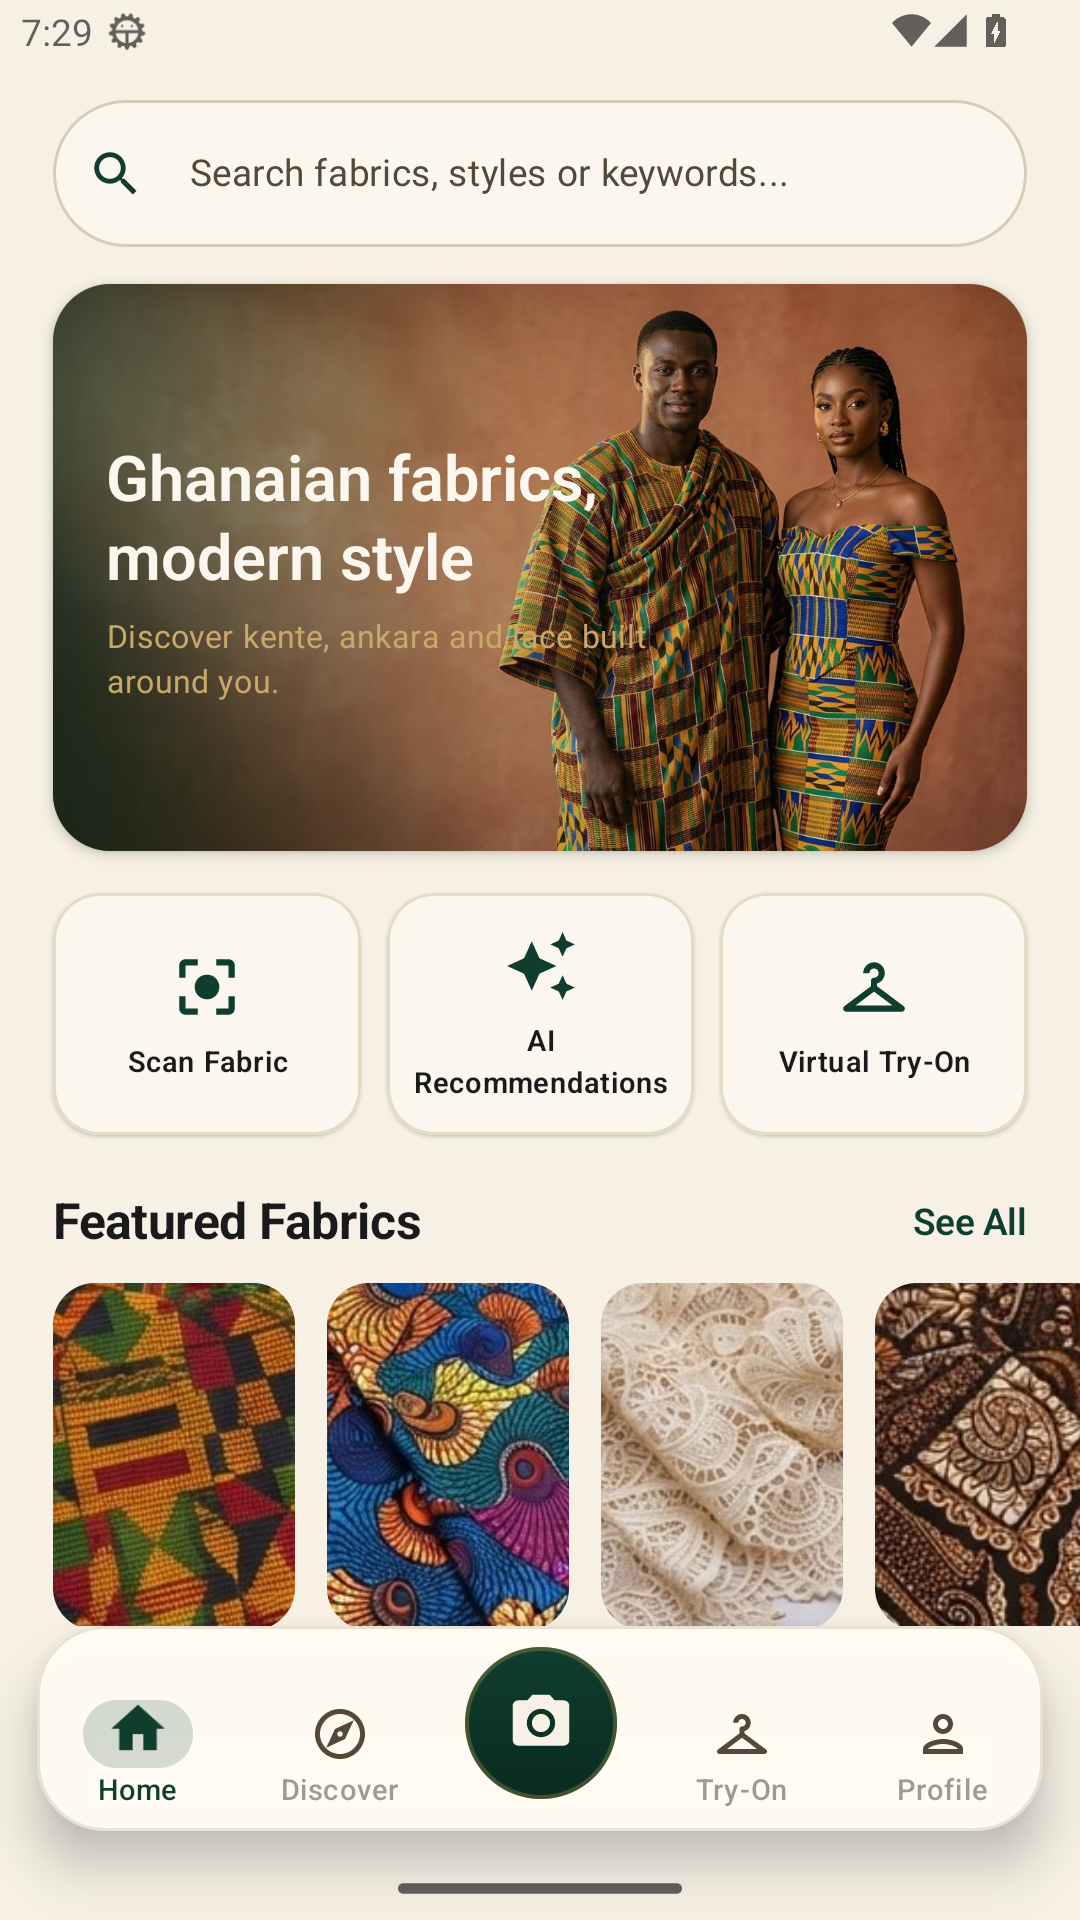 7:29
Search fabrics, styles or keywords...
Ghanaian fabrics,
modern style
Discover kente, ankara and lace built
around you.
Scan Fabric
AI
Recommendations
Virtual Try-On
Featured Fabrics
See All
Home
Discover
Try-On
Profile